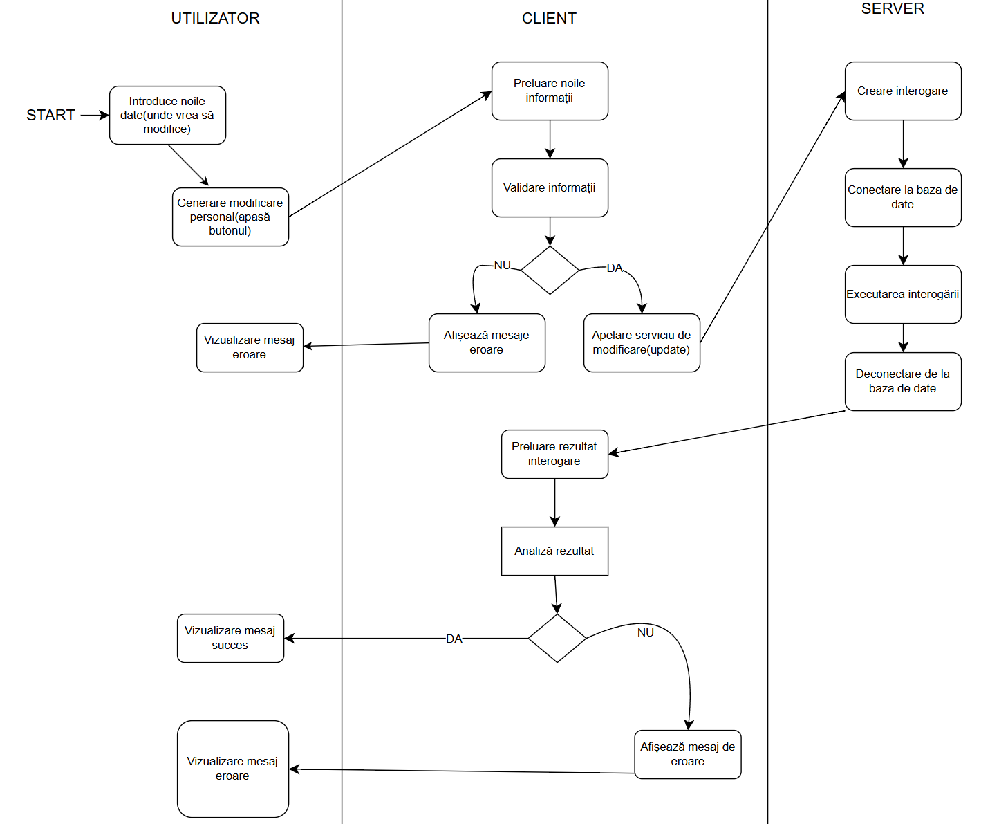 UTILIZATOR
CLIENT
SERVER
START
Introduce noile
date(unde vrea să
modifice)
Generare modificare
personal(apasă
butonul)
Preluare noile
informații
Validare informații
NU
DA
Afișează mesaje
eroare
Vizualizare mesaj
eroare
Apelare serviciu de
modificare(update)
Creare interogare
Conectare la baza de
date
Executarea interogării
Deconectare de la
baza de date
Preluare rezultat
interogare
Analiză rezultat
DA
NU
Vizualizare mesaj
succes
Afișează mesaj de
eroare
Vizualizare mesaj
eroare